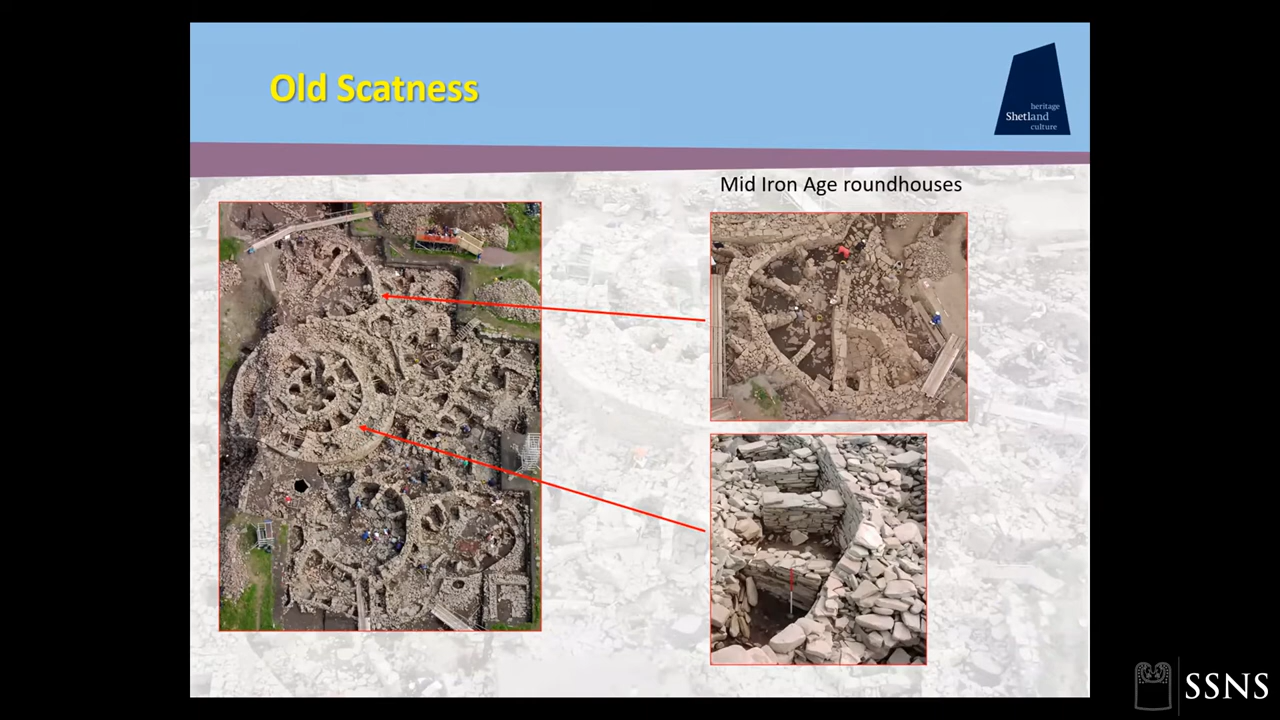 Old Scatness
heritage
Shetland
culture
Mid Iron Age roundhouses
SSNS